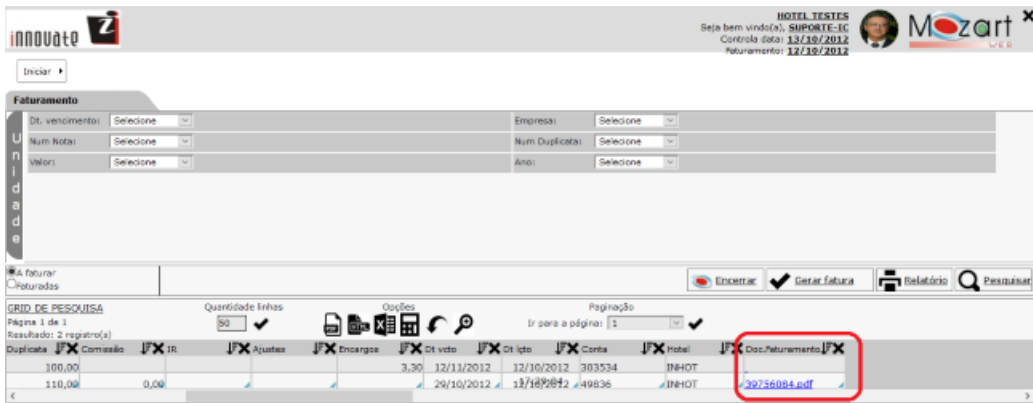 innovate Zi
HOTEL TESTES
Seja bem vindo(a), SUPORTE-IC
Controla data: 13/10/2012
Faturamento: 12/10/2012
Mozart
WEB
Iniciar
Faturamento
Unidade
Dt. vencimento: Selecione Empresa: Selecione
Num Nota: Selecione Num Duplicata: Selecione
Valor: Selecione Ano: Selecione
A faturar
Faturadas
Encerrar Gerar fatura Relatório Pesquisar
GRID DE PESQUISA Quantidade linhas Opções Paginação
Página 1 de 1 50 Ir para a página: 1
Resultado: 2 registro(s)
Duplicata Comissão IR Ajustes Encargos Dt vcto Dt lçto Conta Hotel Doc.Faturamento
100,00 3,30 12/11/2012 12/10/2012 303534 INHOT
110,00 0,00 29/10/2012 49836 INHOT 39756084.pdf